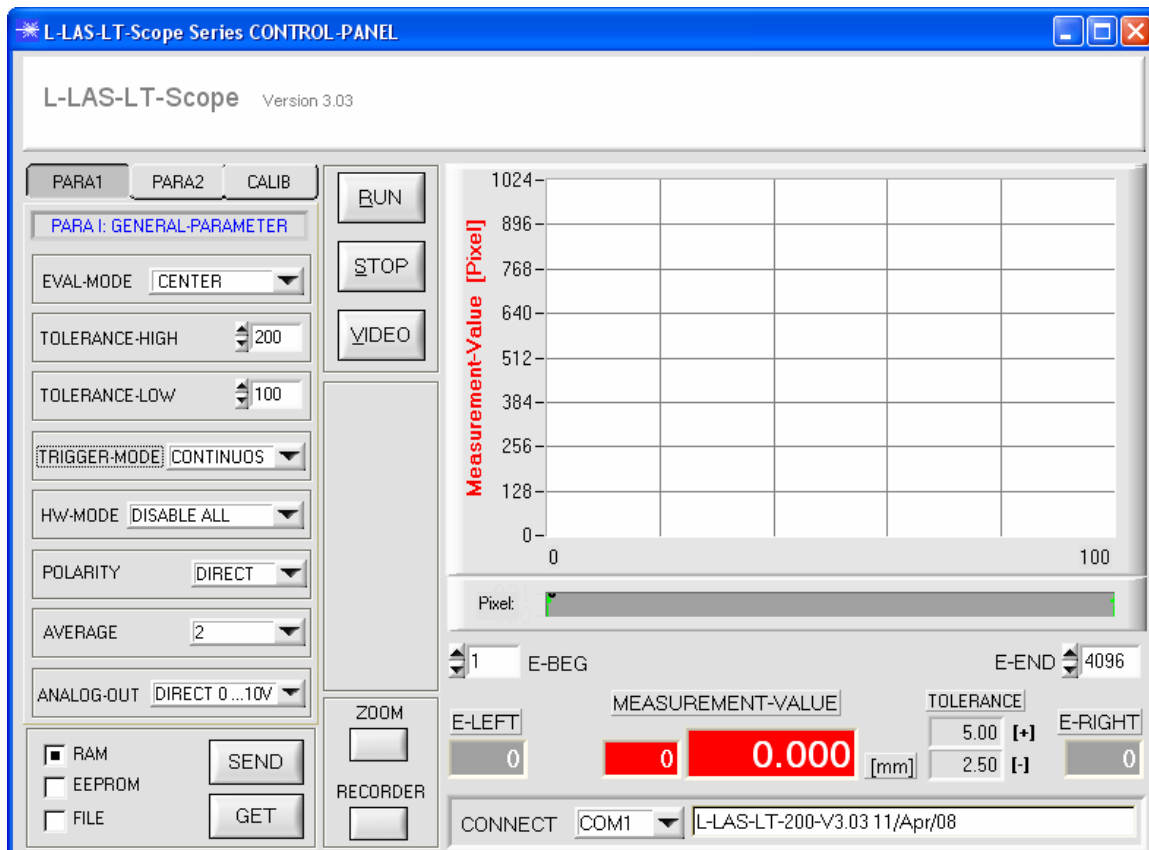 L-LAS-LT-Scope Series CONTROL-PANEL
L-LAS-LT-Scope Version 3.03
PARA1 PARA2 CALIB
PARA I: GENERAL-PARAMETER
EVAL-MODE CENTER
TOLERANCE-HIGH 200
TOLERANCE-LOW 100
TRIGGER-MODE CONTINUOS
HW-MODE DISABLE ALL
POLARITY DIRECT
AVERAGE 2
ANALOG-OUT DIRECT 0...10V
RAM
EEPROM
FILE
SEND
GET
RUN
STOP
VIDEO
ZOOM
RECORDER
Measurement-Value [Pixel]
1024
896
768
640
512
384
256
128
0
0 100
Pixel:
1 E-BEG
E-END 4096
E-LEFT
0
MEASUREMENT-VALUE
0 0.000 [mm]
TOLERANCE
5.00 [+]
2.50 [-]
E-RIGHT
0
CONNECT COM1 L-LAS-LT-200-V3.03 11/Apr/08